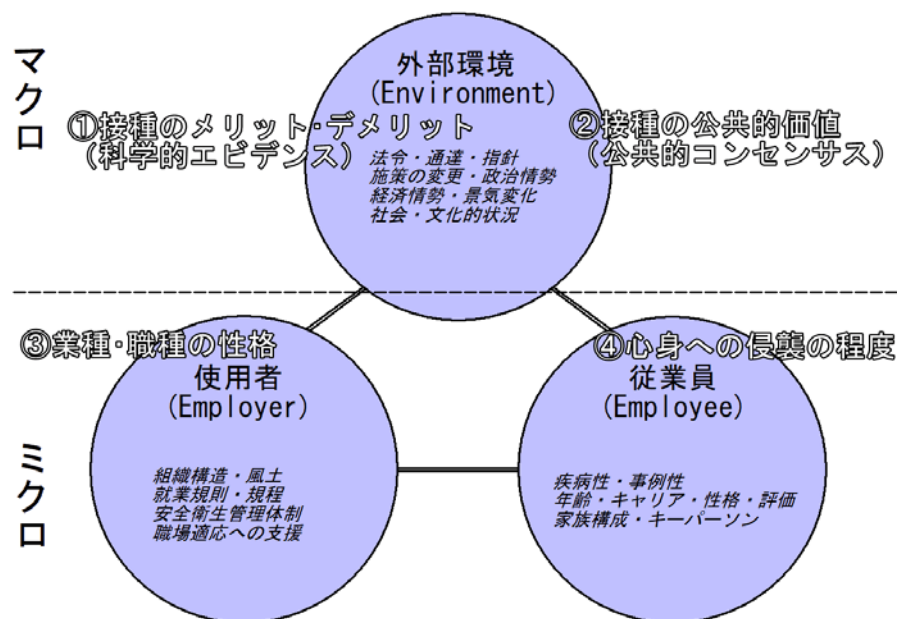 マクロ
外部環境
(Environment)
①接種のメリット・デメリット
（科学的エビデンス）
②接種の公共的価値
（公共的コンセンサス）
法令・通達・指針
施策の変更・政治情勢
経済情勢・景気変化
社会・文化的状況
③業種・職種の性格
④心身への侵襲の程度
使用者
(Employer)
従業員
(Employee)
ミクロ
組織構造・風土
就業規則・規程
安全衛生管理体制
職場適応への支援
疾病性・事例性
年齢・キャリア・性格・評価
家族構成・キーパーソン